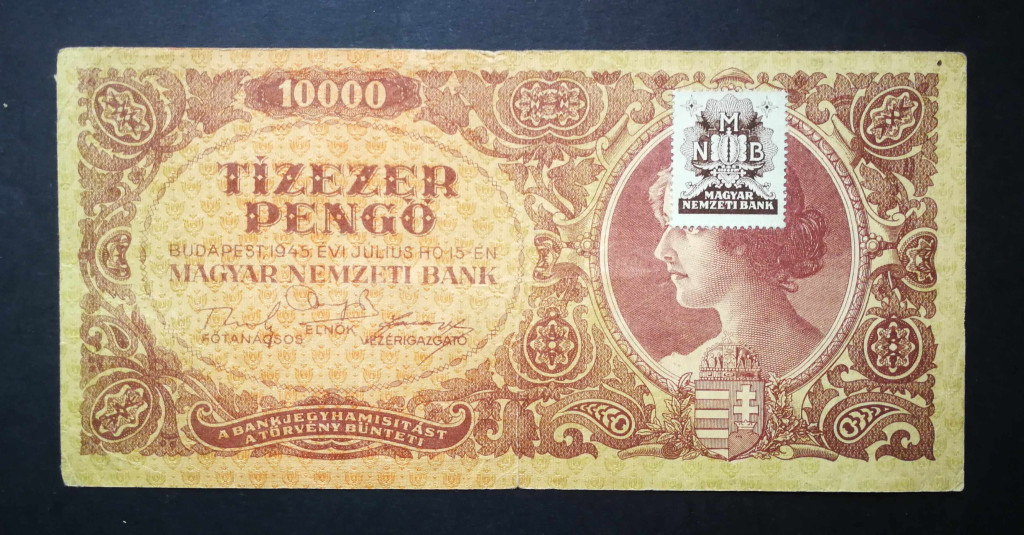 10000
TÍZEZER
PENGŐ
BUDAPEST, 1945. ÉVI JÚLIUS HÓ 15-ÉN
MAGYAR NEMZETI BANK
ELNÖK
FŐTANÁCSOS
VEZÉRIGAZGATÓ
A BANKJEGYHAMISÍTÁST
A TÖRVÉNY BÜNTETI
M
N B
MAGYAR
NEMZETI BANK